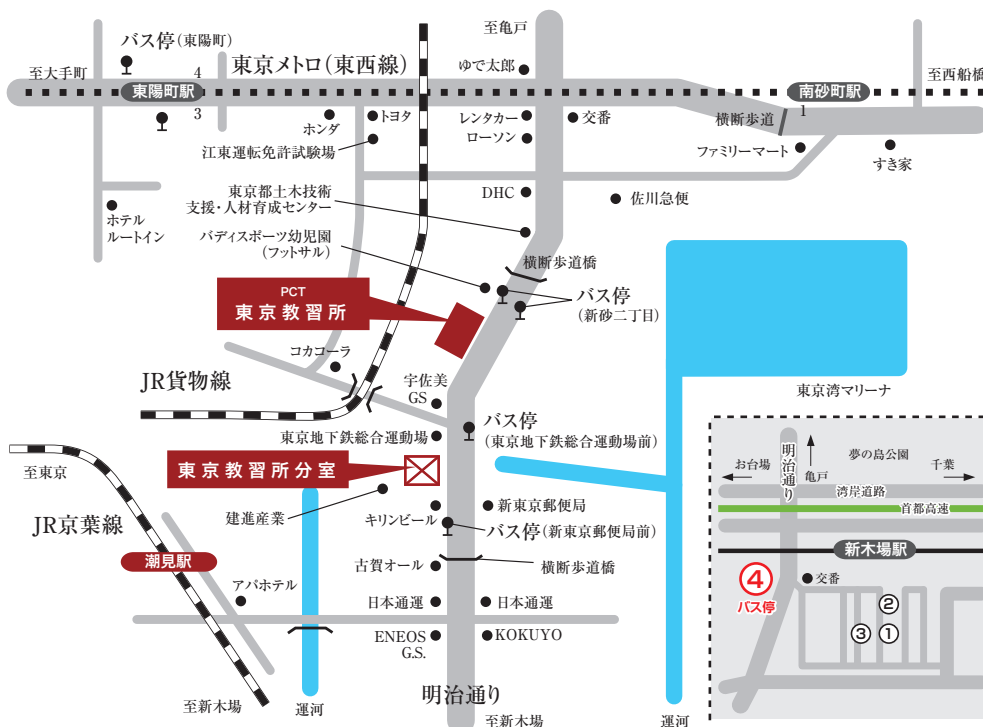 至亀戸
バス停(東陽町)
至大手町
4
東京メトロ(東西線)
ゆで太郎
至西船橋
東陽町駅
南砂町駅
3
1
ホンダ
トヨタ
レンタカー
交番
横断歩道
江東運転免許試験場
ローソン
ファミリーマート
すき家
DHC
佐川急便
東京都土木技術
支援・人材育成センター
ホテル
ルートイン
バディスポーツ幼児園
(フットサル)
横断歩道橋
PCT
東京教習所
バス停
(新砂二丁目)
コカコーラ
JR貨物線
宇佐美
GS
東京湾マリーナ
バス停
(東京地下鉄総合運動場前)
東京地下鉄総合運動場
至東京
東京教習所分室
建進産業
キリンビール
新東京郵便局
バス停(新東京郵便局前)
JR京葉線
潮見駅
古賀オール
横断歩道橋
アパホテル
日本通運
日本通運
ENEOS
G.S.
KOKUYO
明治通り
至新木場
運河
至新木場
運河
明治通り
亀戸
夢の島公園
お台場
千葉
湾岸道路
首都高速
新木場駅
④
バス停
交番
②
③
①